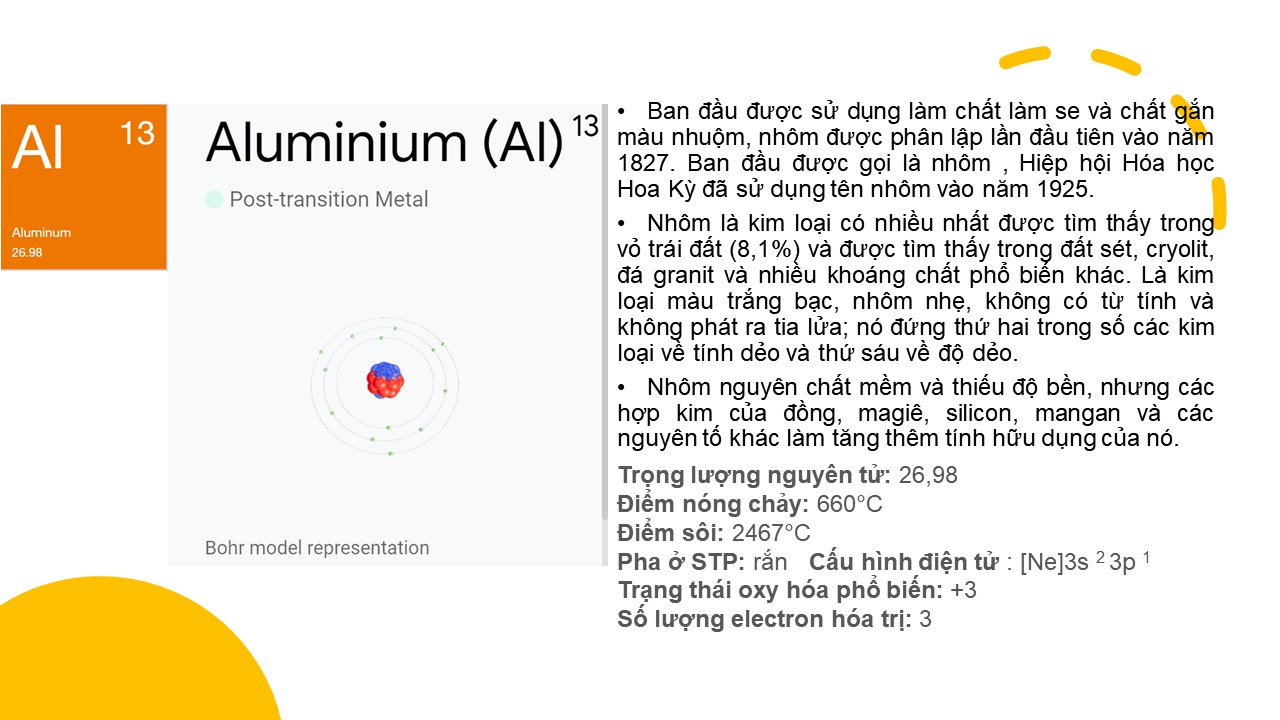 Al 13
Aluminum
26.98
Aluminium (Al) 13
Post-transition Metal
Bohr model representation
• Ban đầu được sử dụng làm chất làm se và chất gắn
màu nhuộm, nhôm được phân lập lần đầu tiên vào năm
1827. Ban đầu được gọi là nhôm , Hiệp hội Hóa học
Hoa Kỳ đã sử dụng tên nhôm vào năm 1925.
• Nhôm là kim loại có nhiều nhất được tìm thấy trong
vỏ trái đất (8,1%) và được tìm thấy trong đất sét, cryolit,
đá granit và nhiều khoáng chất phổ biến khác. Là kim
loại màu trắng bạc, nhôm nhẹ, không có từ tính và
không phát ra tia lửa; nó đứng thứ hai trong số các kim
loại về tính dẻo và thứ sáu về độ dẻo.
• Nhôm nguyên chất mềm và thiếu độ bền, nhưng các
hợp kim của đồng, magiê, silicon, mangan và các
nguyên tố khác làm tăng thêm tính hữu dụng của nó.
Trọng lượng nguyên tử: 26,98
Điểm nóng chảy: 660°C
Điểm sôi: 2467°C
Pha ở STP: rắn Cấu hình điện tử : [Ne]3s 2 3p 1
Trạng thái oxy hóa phổ biến: +3
Số lượng electron hóa trị: 3